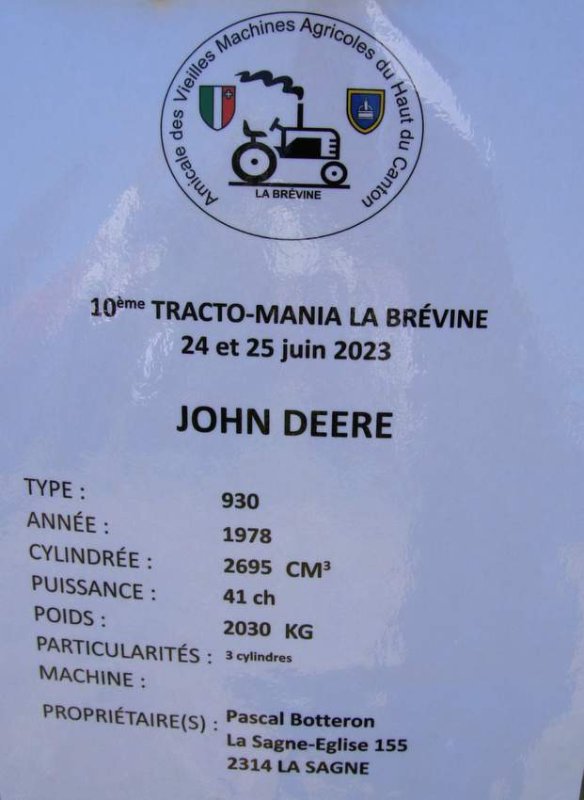 Amicale des Vieilles Machines Agricoles du Haut du Canton
LA BRÉVINE
10ème TRACTO-MANIA LA BRÉVINE
24 et 25 juin 2023
JOHN DEERE
TYPE : 930
ANNÉE : 1978
CYLINDRÉE : 2695 CM³
PUISSANCE : 41 ch
POIDS : 2030 KG
PARTICULARITÉS : 3 cylindres
MACHINE :
PROPRIÉTAIRE(S) : Pascal Botteron
La Sagne-Eglise 155
2314 LA SAGNE